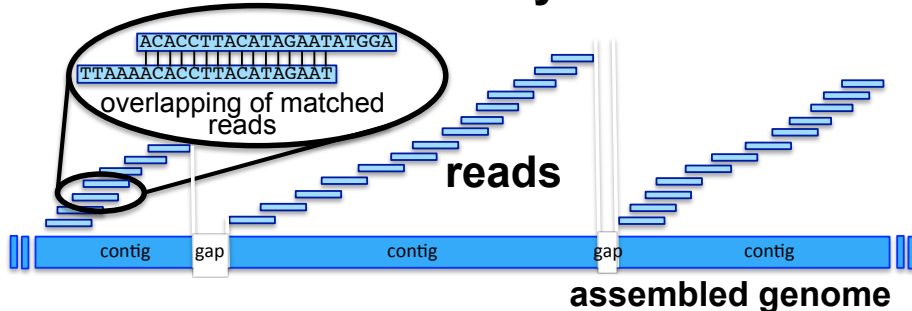 ACACCTTACATAGAATATGGA
TTAAAACACCTTACATAGAAT
overlapping of matched
reads
reads
contig gap contig gap contig
assembled genome